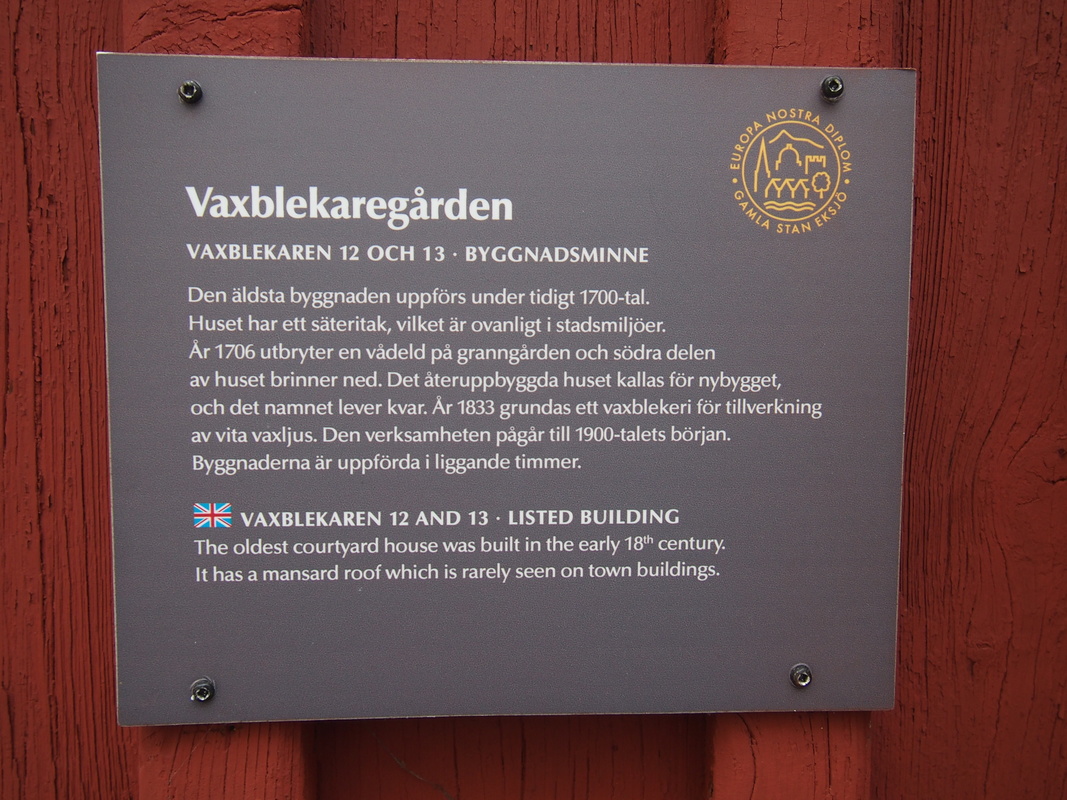 EUROPA NOSTRA DIPLOM
GAMLA STAN EKSJÖ
Vaxblekaregården
VAXBLEKAREN 12 OCH 13 · BYGGNADSMINNE
Den äldsta byggnaden uppförs under tidigt 1700-tal.
Huset har ett säteritak, vilket är ovanligt i stadsmiljöer.
År 1706 utbryter en vådeld på granngården och södra delen
av huset brinner ned. Det återuppbyggda huset kallas för nybygget,
och det namnet lever kvar. År 1833 grundas ett vaxblekeri för tillverkning
av vita vaxljus. Den verksamheten pågår till 1900-talets början.
Byggnaderna är uppförda i liggande timmer.
VAXBLEKAREN 12 AND 13 · LISTED BUILDING
The oldest courtyard house was built in the early 18th century.
It has a mansard roof which is rarely seen on town buildings.